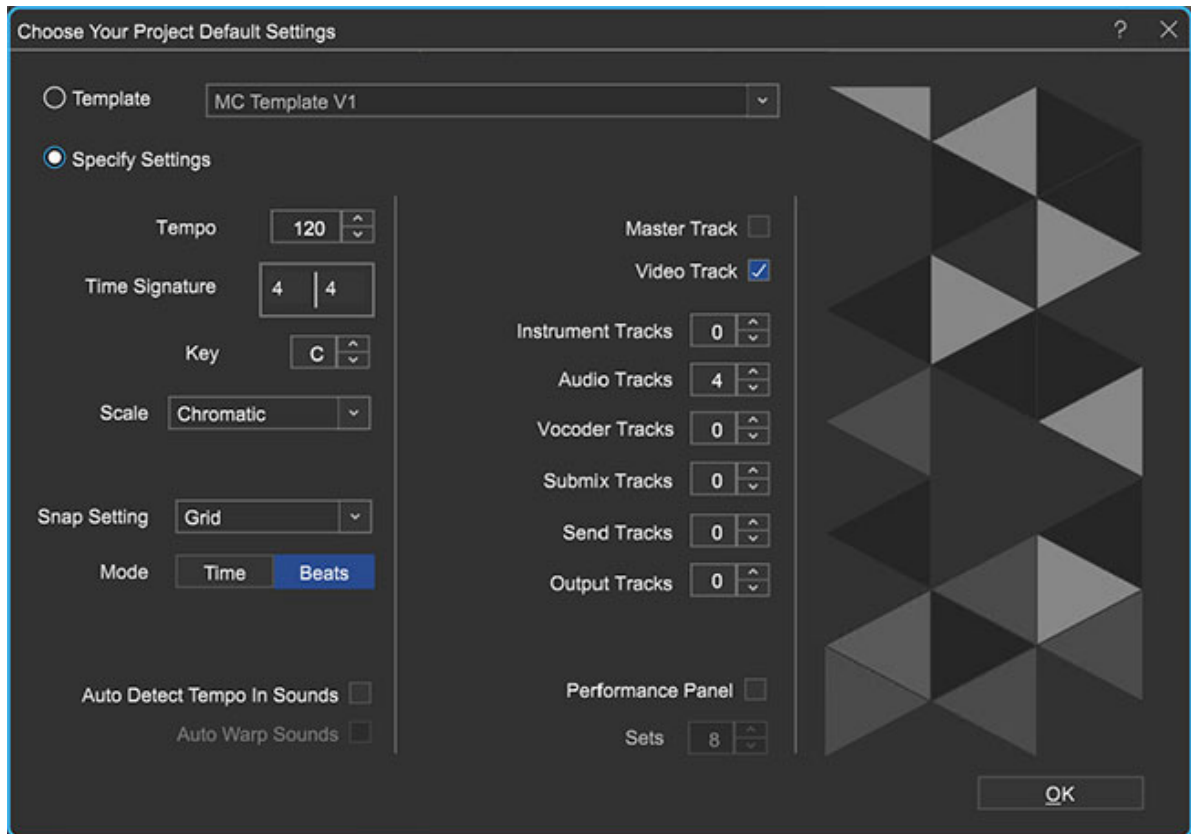 Choose Your Project Default Settings ?
Template MC Template V1
Specify Settings
Tempo 120
Time Signature 4 4
Key C
Scale Chromatic
Snap Setting Grid
Mode Time Beats
Auto Detect Tempo In Sounds
Auto Warp Sounds
Master Track
Video Track
Instrument Tracks 0
Audio Tracks 4
Vocoder Tracks 0
Submix Tracks 0
Send Tracks 0
Output Tracks 0
Performance Panel
Sets 8
OK